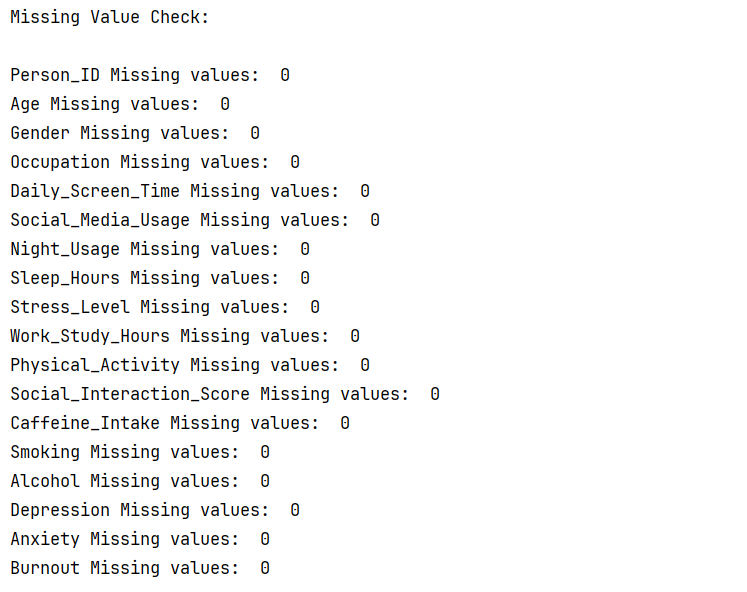 Missing Value Check:
Person_ID Missing values:  0
Age Missing values:  0
Gender Missing values:  0
Occupation Missing values:  0
Daily_Screen_Time Missing values:  0
Social_Media_Usage Missing values:  0
Night_Usage Missing values:  0
Sleep_Hours Missing values:  0
Stress_Level Missing values:  0
Work_Study_Hours Missing values:  0
Physical_Activity Missing values:  0
Social_Interaction_Score Missing values:  0
Caffeine_Intake Missing values:  0
Smoking Missing values:  0
Alcohol Missing values:  0
Depression Missing values:  0
Anxiety Missing values:  0
Burnout Missing values:  0